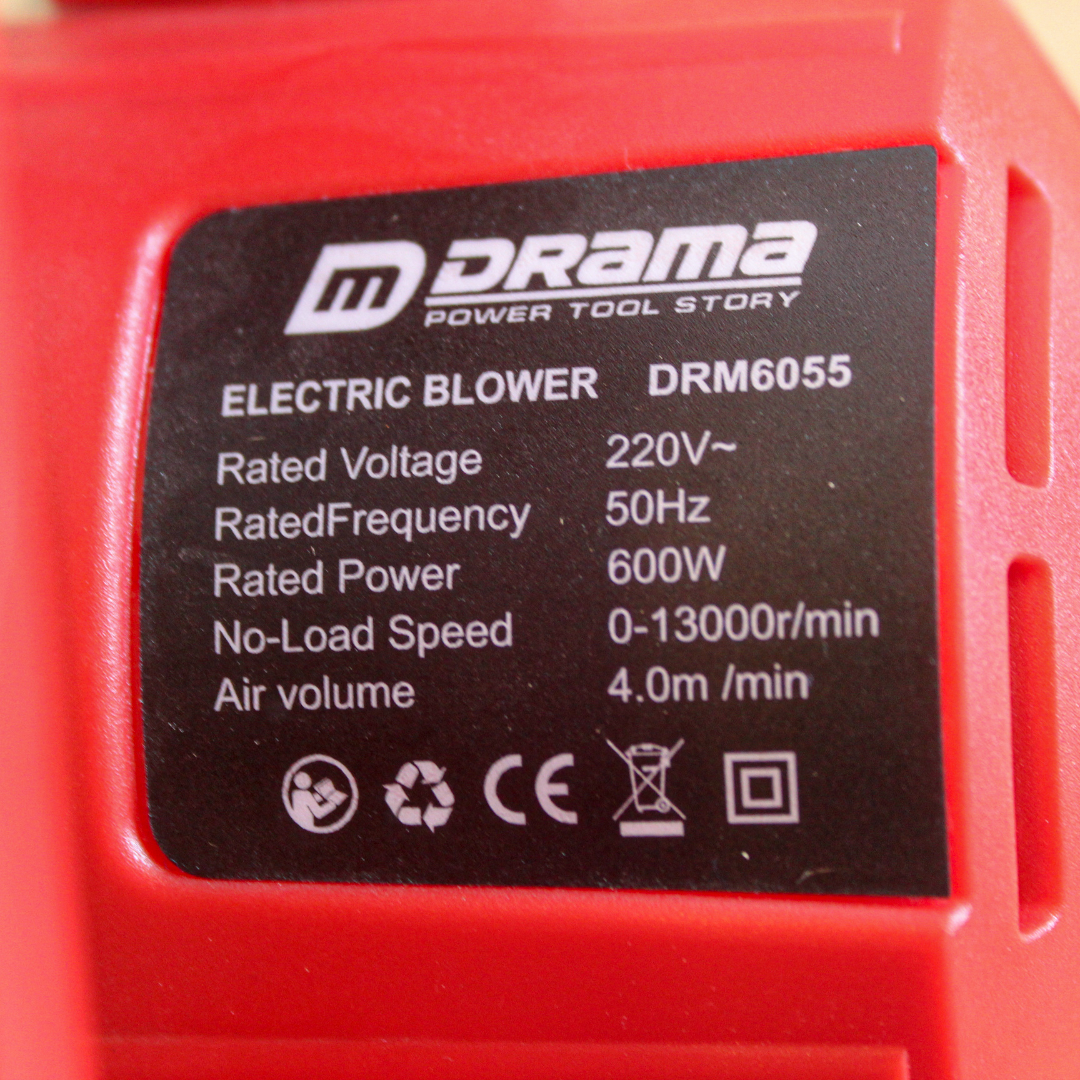 m DRAMA
POWER TOOL STORY
ELECTRIC BLOWER DRM6055
Rated Voltage 220V~
RatedFrequency 50Hz
Rated Power 600W
No-Load Speed 0-13000r/min
Air volume 4.0m /min
CE